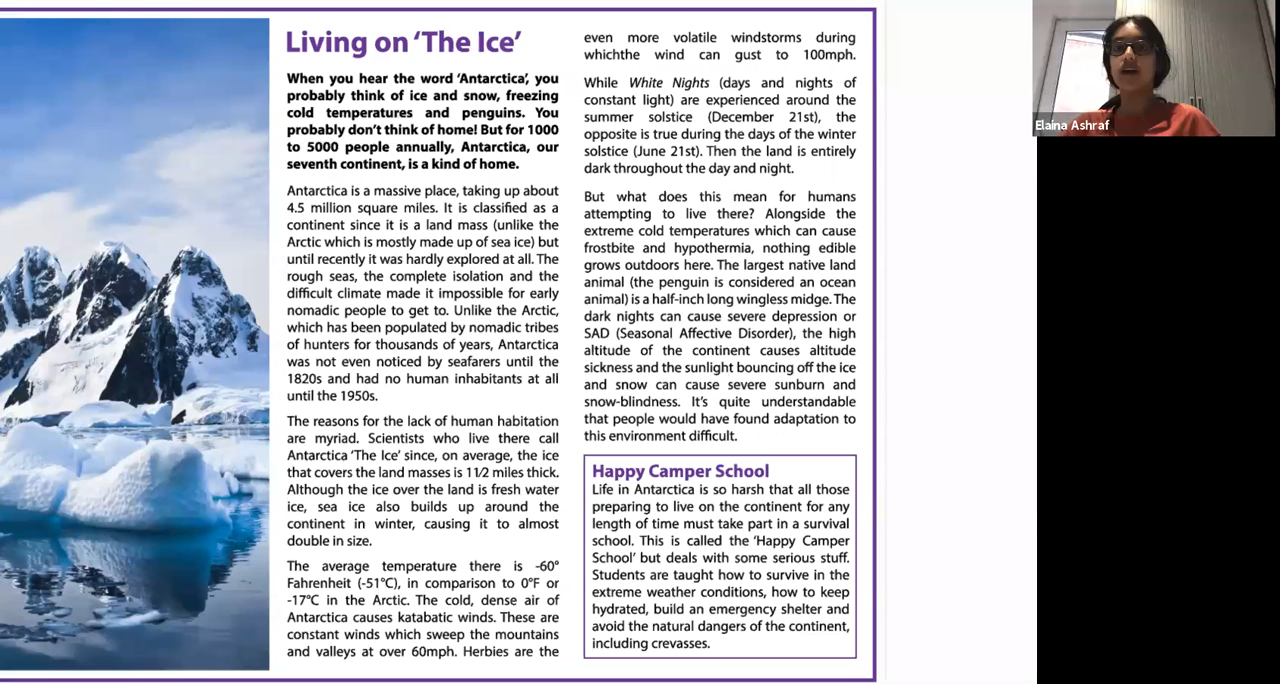 Living on ‘The Ice’
When you hear the word ‘Antarctica’, you
probably think of ice and snow, freezing
cold temperatures and penguins. You
probably don’t think of home! But for 1000
to 5000 people annually, Antarctica, our
seventh continent, is a kind of home.
Antarctica is a massive place, taking up about
4.5 million square miles. It is classified as a
continent since it is a land mass (unlike the
Arctic which is mostly made up of sea ice) but
until recently it was hardly explored at all. The
rough seas, the complete isolation and the
difficult climate made it impossible for early
nomadic people to get to. Unlike the Arctic,
which has been populated by nomadic tribes
of hunters for thousands of years, Antarctica
was not even noticed by seafarers until the
1820s and had no human inhabitants at all
until the 1950s.
The reasons for the lack of human habitation
are myriad. Scientists who live there call
Antarctica ‘The Ice’ since, on average, the ice
that covers the land masses is 11⁄2 miles thick.
Although the ice over the land is fresh water
ice, sea ice also builds up around the
continent in winter, causing it to almost
double in size.
The average temperature there is -60°
Fahrenheit (-51°C), in comparison to 0°F or
-17°C in the Arctic. The cold, dense air of
Antarctica causes katabatic winds. These are
constant winds which sweep the mountains
and valleys at over 60mph. Herbies are the
even more volatile windstorms during
whichthe wind can gust to 100mph.
While White Nights (days and nights of
constant light) are experienced around the
summer solstice (December 21st), the
opposite is true during the days of the winter
solstice (June 21st). Then the land is entirely
dark throughout the day and night.
But what does this mean for humans
attempting to live there? Alongside the
extreme cold temperatures which can cause
frostbite and hypothermia, nothing edible
grows outdoors here. The largest native land
animal (the penguin is considered an ocean
animal) is a half-inch long wingless midge. The
dark nights can cause severe depression or
SAD (Seasonal Affective Disorder), the high
altitude of the continent causes altitude
sickness and the sunlight bouncing off the ice
and snow can cause severe sunburn and
snow-blindness. It’s quite understandable
that people would have found adaptation to
this environment difficult.
Happy Camper School
Life in Antarctica is so harsh that all those
preparing to live on the continent for any
length of time must take part in a survival
school. This is called the ‘Happy Camper
School’ but deals with some serious stuff.
Students are taught how to survive in the
extreme weather conditions, how to keep
hydrated, build an emergency shelter and
avoid the natural dangers of the continent,
including crevasses.
Elaina Ashraf